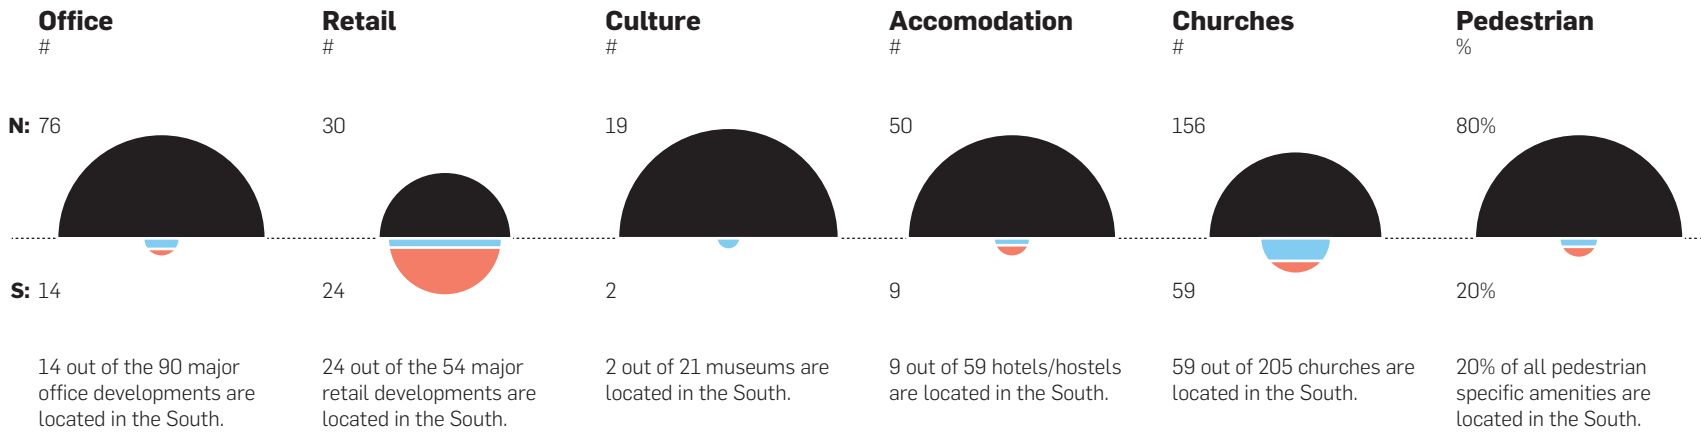 Office
#
Retail
#
Culture
#
Accomodation
#
Churches
#
Pedestrian
%
N: 76
30
19
50
156
80%
S: 14
24
2
9
59
20%
14 out of the 90 major
office developments are
located in the South.
24 out of the 54 major
retail developments are
located in the South.
2 out of 21 museums are
located in the South.
9 out of 59 hotels/hostels
are located in the South.
59 out of 205 churches are
located in the South.
20% of all pedestrian
specific amenities are
located in the South.